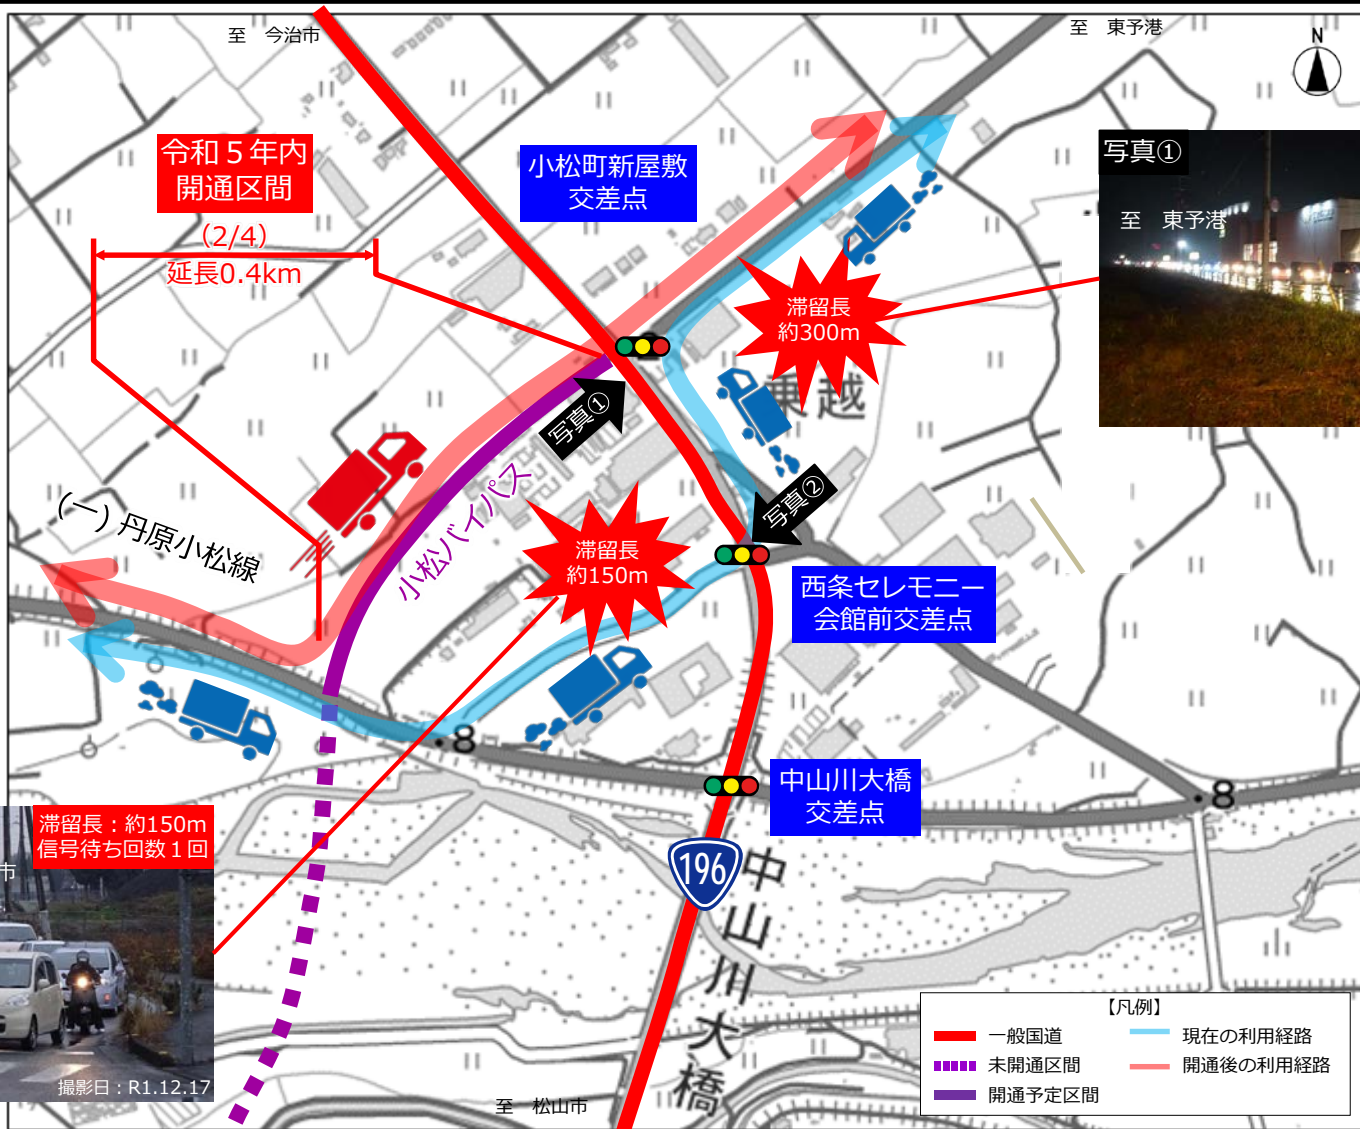 至　今治市
至　東予港
N
令和５年内
開通区間
(2/4)
延長0.4km
小松町新屋敷
交差点
写真①
至　東予港
滞留長
約300m
乗越
写真①
写真②
(一)丹原小松線
小松バイパス
滞留長
約150m
西条セレモニー
会館前交差点
8
中山川大橋
交差点
8
滞留長：約150m
信号待ち回数１回
市
撮影日：R1.12.17
196
中山川大橋
至　松山市
【凡例】
一般国道
現在の利用経路
未開通区間
開通後の利用経路
開通予定区間